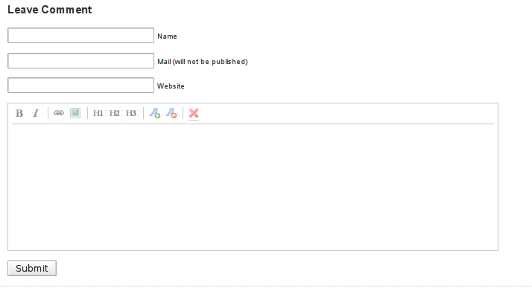 Leave Comment
Name
Mail (will not be published)
Website
B I H1 H2 H3
Submit